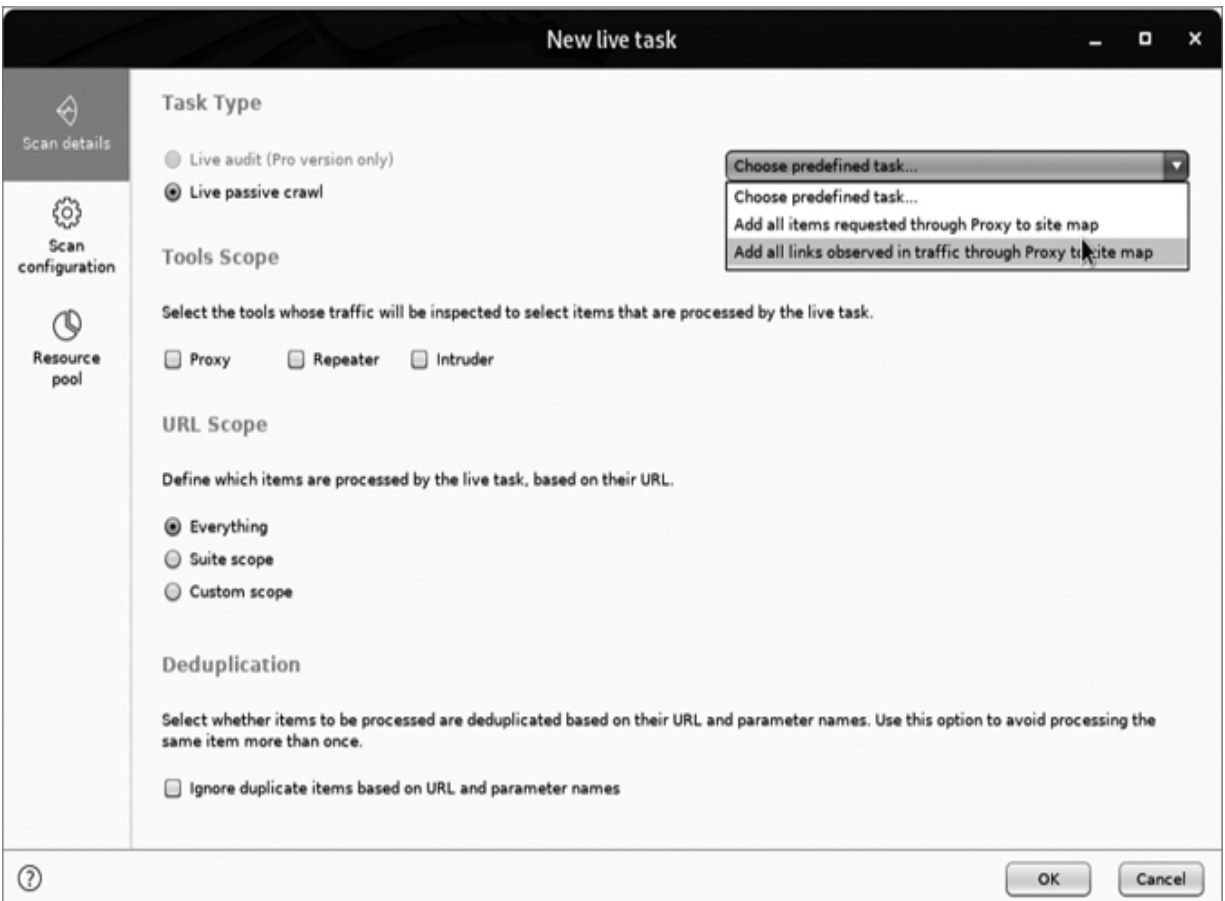 New live task
Scan details
Scan
configuration
Resource
pool
Task Type
Live audit (Pro version only)
Live passive crawl
Choose predefined task...
Choose predefined task...
Add all items requested through Proxy to site map
Add all links observed in traffic through Proxy to site map
Tools Scope
Select the tools whose traffic will be inspected to select items that are processed by the live task.
Proxy Repeater Intruder
URL Scope
Define which items are processed by the live task, based on their URL.
Everything
Suite scope
Custom scope
Deduplication
Select whether items to be processed are deduplicated based on their URL and parameter names. Use this option to avoid processing the
same item more than once.
Ignore duplicate items based on URL and parameter names
OK Cancel